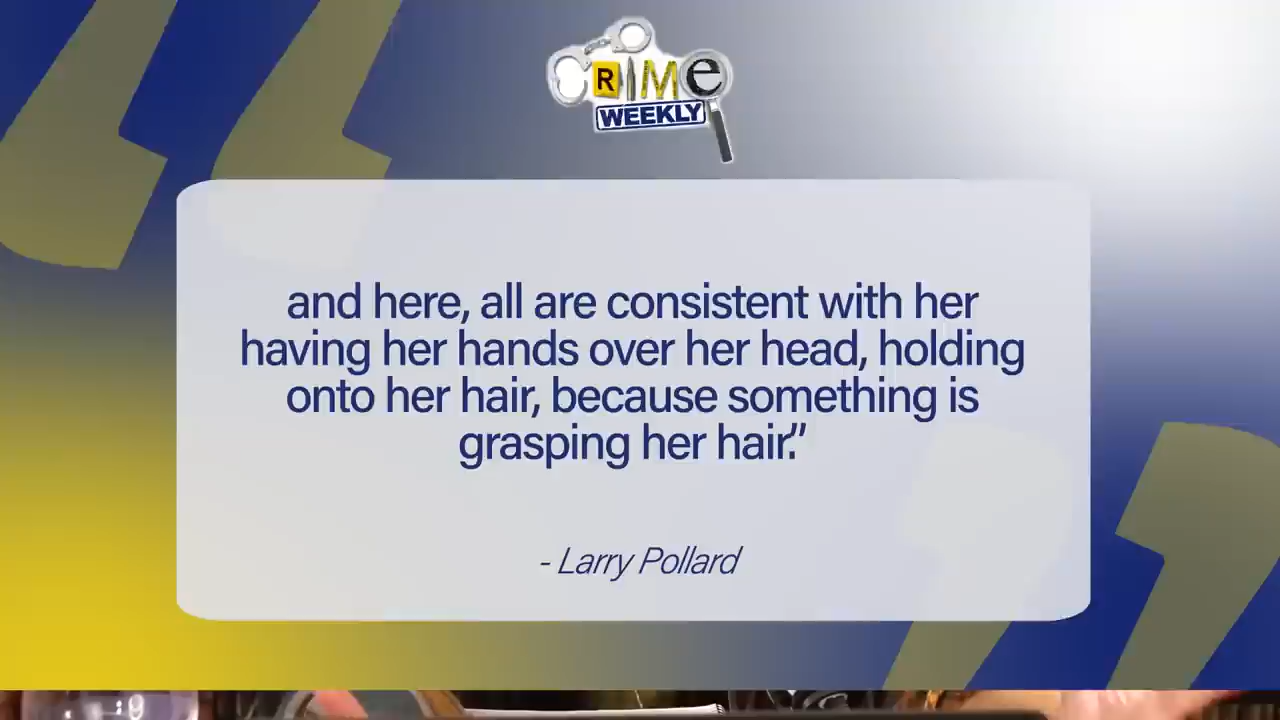 CRIMe
WEEKLY
and here, all are consistent with her
having her hands over her head, holding
onto her hair, because something is
grasping her hair.”
- Larry Pollard